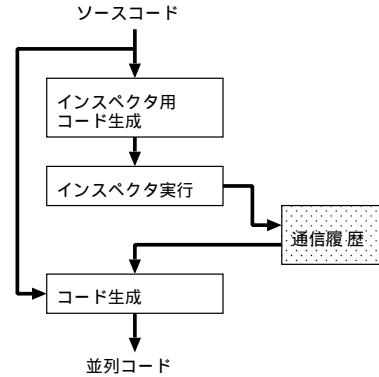 ソースコード
インスペクタ用
コード生成
インスペクタ実行
通信履歴
コード生成
並列コード